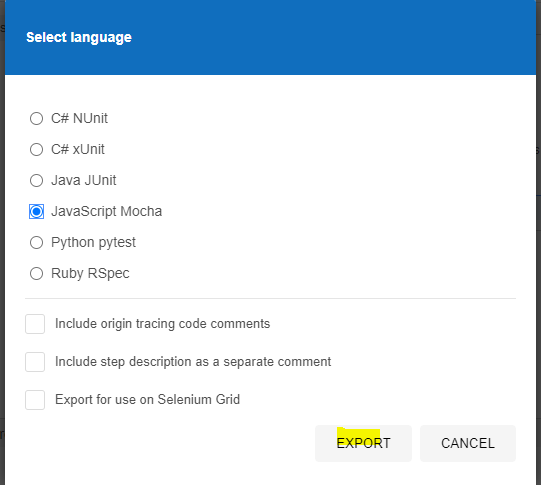 Select language
C# NUnit
C# xUnit
Java JUnit
JavaScript Mocha
Python pytest
Ruby RSpec
Include origin tracing code comments
Include step description as a separate comment
Export for use on Selenium Grid
EXPORT CANCEL